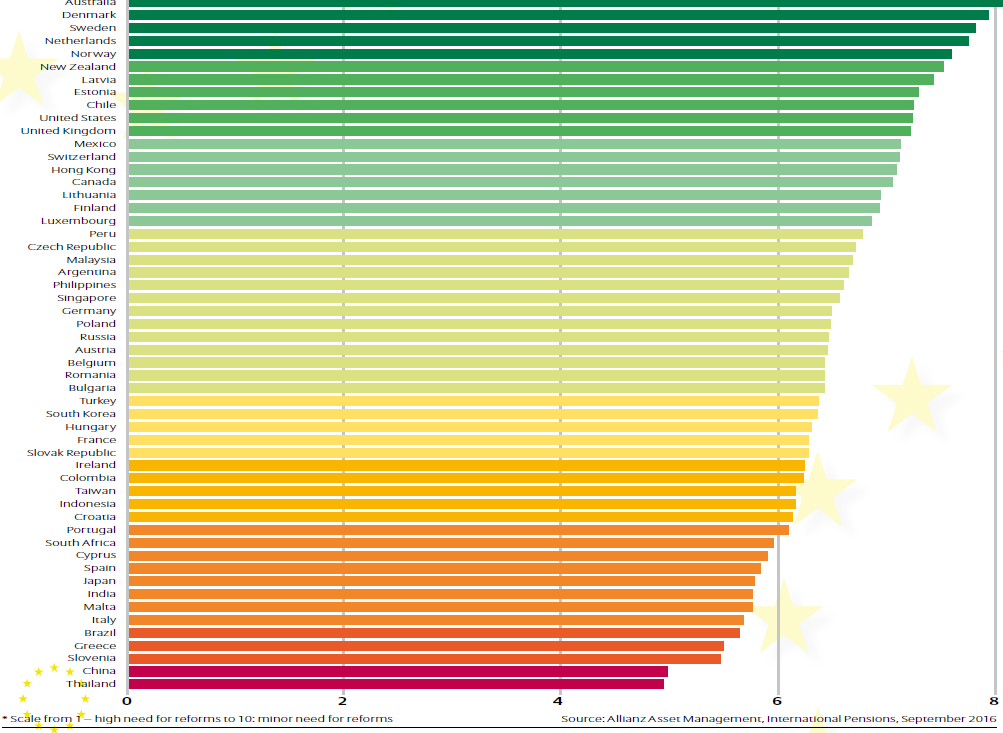 Australia
Denmark
Sweden
Netherlands
Norway
New Zealand
Latvia
Estonia
Chile
United States
United Kingdom
Mexico
Switzerland
Hong Kong
Canada
Lithuania
Finland
Luxembourg
Peru
Czech Republic
Malaysia
Argentina
Philippines
Singapore
Germany
Poland
Russia
Austria
Belgium
Romania
Bulgaria
Turkey
South Korea
Hungary
France
Slovak Republic
Ireland
Colombia
Taiwan
Indonesia
Croatia
Portugal
South Africa
Cyprus
Spain
Japan
India
Malta
Italy
Brazil
Greece
Slovenia
China
Thailand
0 2 4 6 8
* Scale from 1 – high need for reforms to 10: minor need for reforms Source: Allianz Asset Management, International Pensions, September 2016